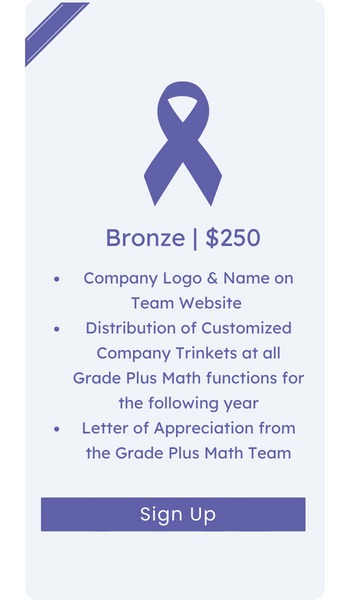 Bronze | $250
• Company Logo & Name on
Team Website
• Distribution of Customized
Company Trinkets at all
Grade Plus Math functions for
the following year
• Letter of Appreciation from
the Grade Plus Math Team
Sign Up